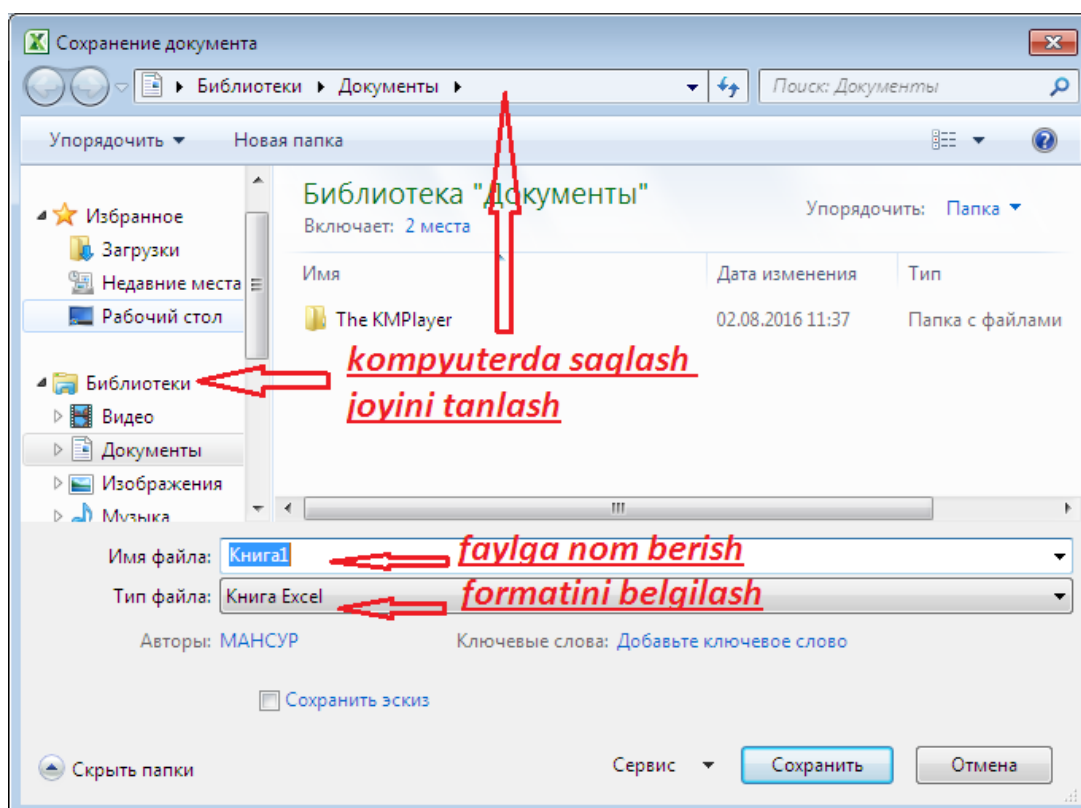 Сохранение документа
Библиотеки Документы
Поиск: Документы
Упорядочить Новая папка
Библиотека "Документы"
Включает: 2 места
Упорядочить: Папка
Имя Дата изменения Тип
The KMPlayer 02.08.2016 11:37 Папка с файлами
Избранное
Загрузки
Недавние места
Рабочий стол
Библиотеки
Видео
Документы
Изображения
Музыка
kompyuterda saqlash
joyini tanlash
Имя файла: Книга1
faylga nom berish
Тип файла: Книга Excel
formatini belgilash
Авторы: МАНСУР Ключевые слова: Добавьте ключевое слово
Сохранить эскиз
Скрыть папки Сервис Сохранить Отмена